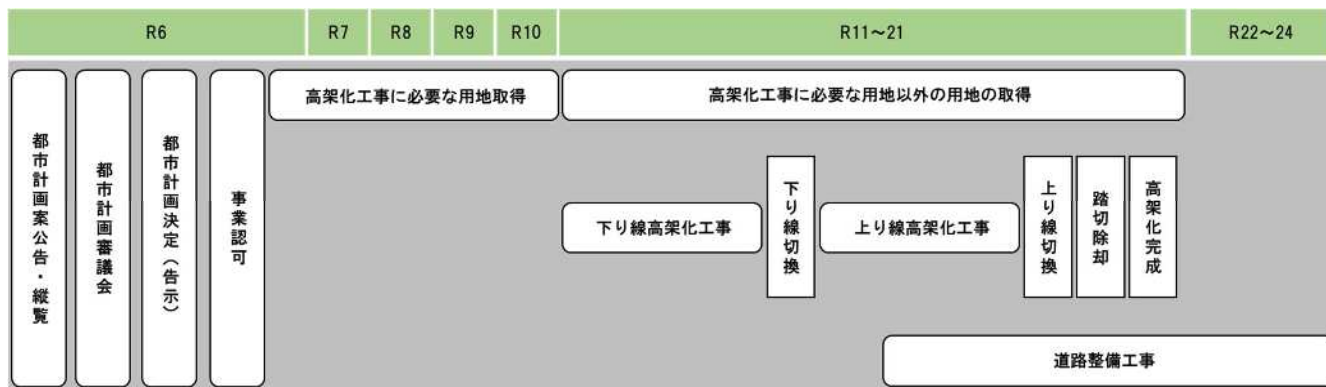 R6
R7
R8
R9
R10
R11～21
R22～24
都市計画案公告・縦覧
都市計画審議会
都市計画決定（告示）
事業認可
高架化工事に必要な用地取得
高架化工事に必要な用地以外の用地の取得
下り線高架化工事
下り線切換
上り線高架化工事
上り線切換
踏切除却
高架化完成
道路整備工事